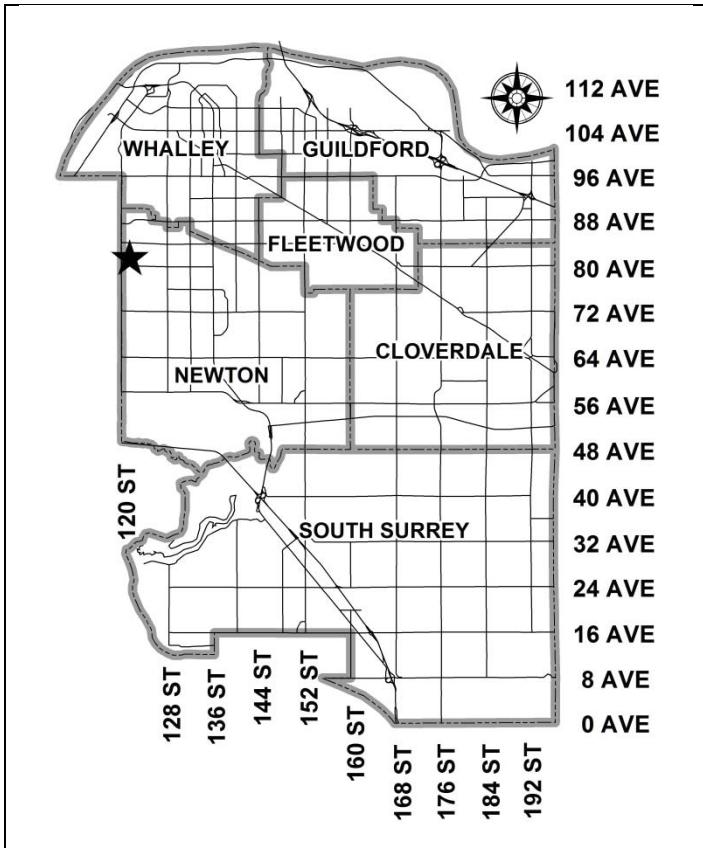 112 AVE
104 AVE
WHALLEY
GUILDFORD
96 AVE
88 AVE
FLEETWOOD
80 AVE
72 AVE
CLOVERDALE
64 AVE
NEWTON
56 AVE
48 AVE
120 ST
40 AVE
SOUTH SURREY
32 AVE
24 AVE
16 AVE
128 ST
136 ST
144 ST
152 ST
160 ST
8 AVE
0 AVE
168 ST
176 ST
184 ST
192 ST